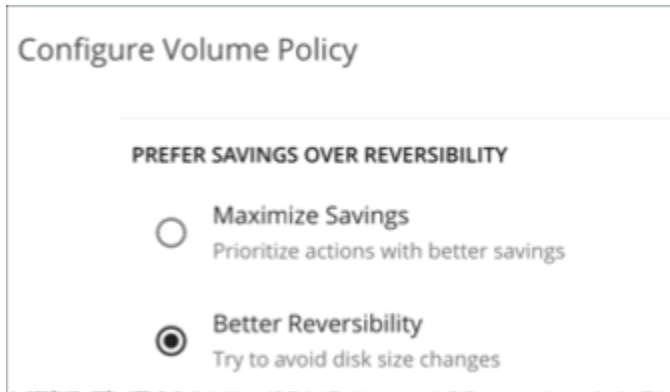 Configure Volume Policy
PREFER SAVINGS OVER REVERSIBILITY
Maximize Savings
Prioritize actions with better savings
Better Reversibility
Try to avoid disk size changes